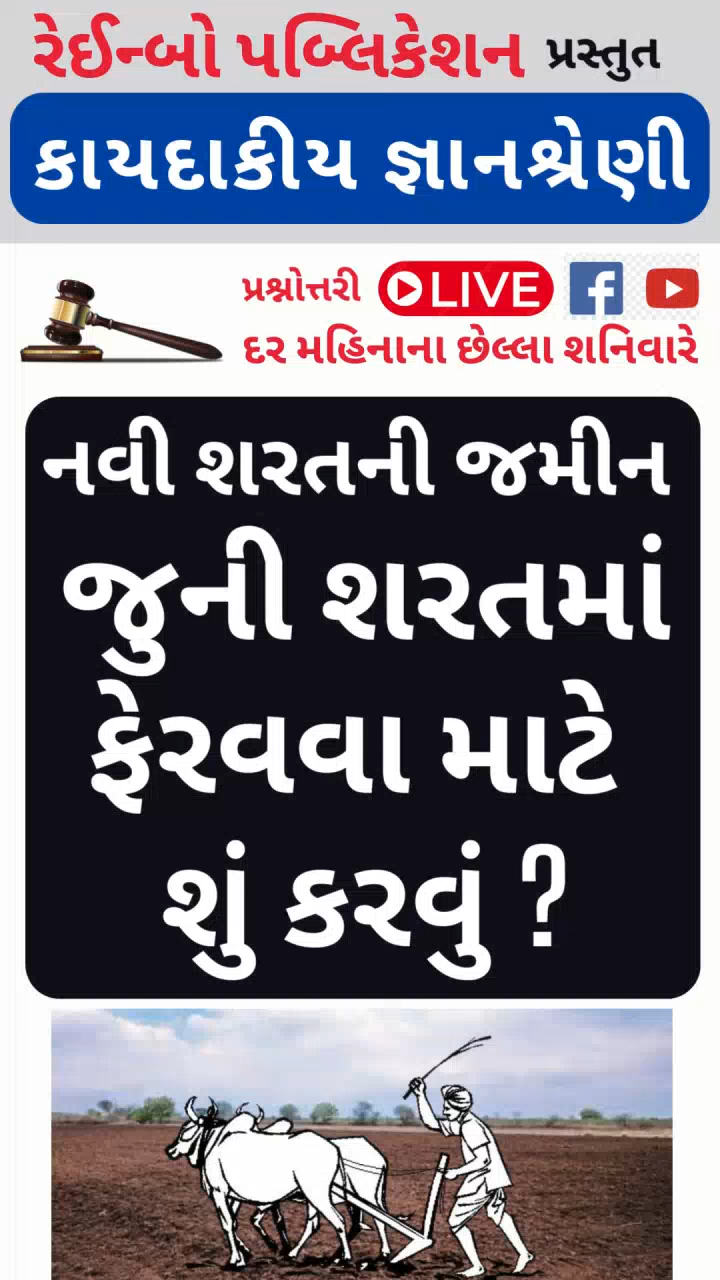 રેઈન્બો પબ્લિકેશન પ્રસ્તુત
કાયદાકીય જ્ઞાનશ્રેણી
પ્રશ્નોત્તરી LIVE f
દર મહિનાના છેલ્લા શનિવારે
નવી શરતની જમીન
જુની શરતમાં
ફેરવવા માટે
શું કરવું ?